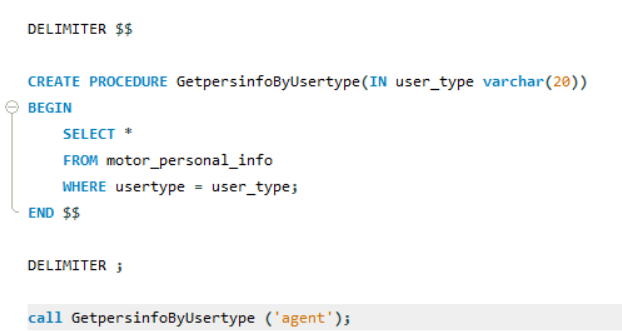 DELIMITER $$
CREATE PROCEDURE GetpersinfoByUsertype(IN user_type varchar(20))
BEGIN
SELECT *
FROM motor_personal_info
WHERE usertype = user_type;
END $$
DELIMITER ;
call GetpersinfoByUsertype ('agent');